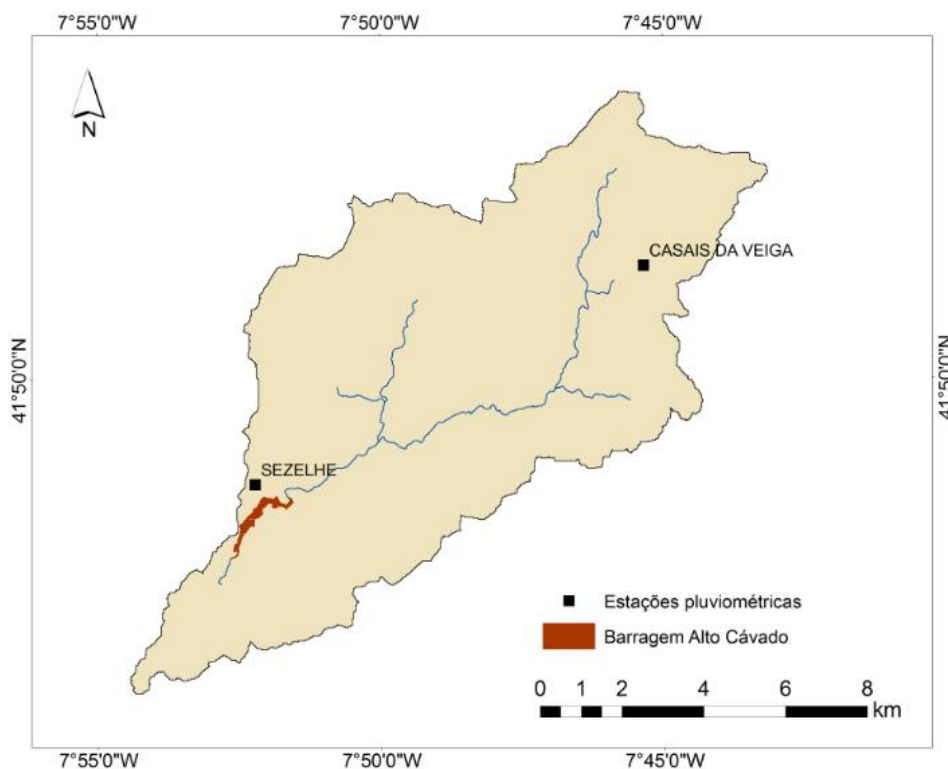 7°55'0"W 7°50'0"W 7°45'0"W
N
CASAIS DA VEIGA
41°50'0"N 41°50'0"N
SEZELHE
Estações pluviométricas
Barragem Alto Cávado
0 1 2 4 6 8
km
7°55'0"W 7°50'0"W 7°45'0"W